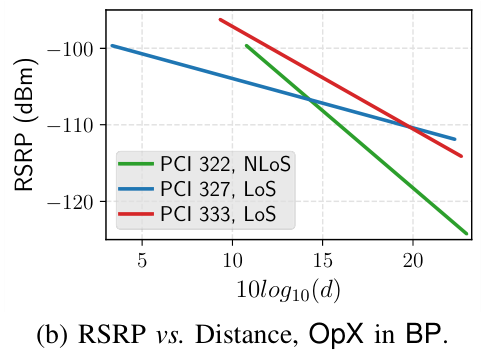 RSRP (dBm)
−100
−110
−120
PCI 322, NLoS
PCI 327, LoS
PCI 333, LoS
5 10 15 20
10log₁₀(d)
(b) RSRP vs. Distance, OpX in BP.